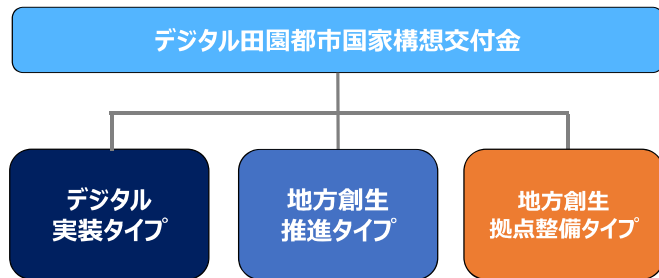 デジタル田園都市国家構想交付金
デジタル
実装タイプ
地方創生
推進タイプ
地方創生
拠点整備タイプ